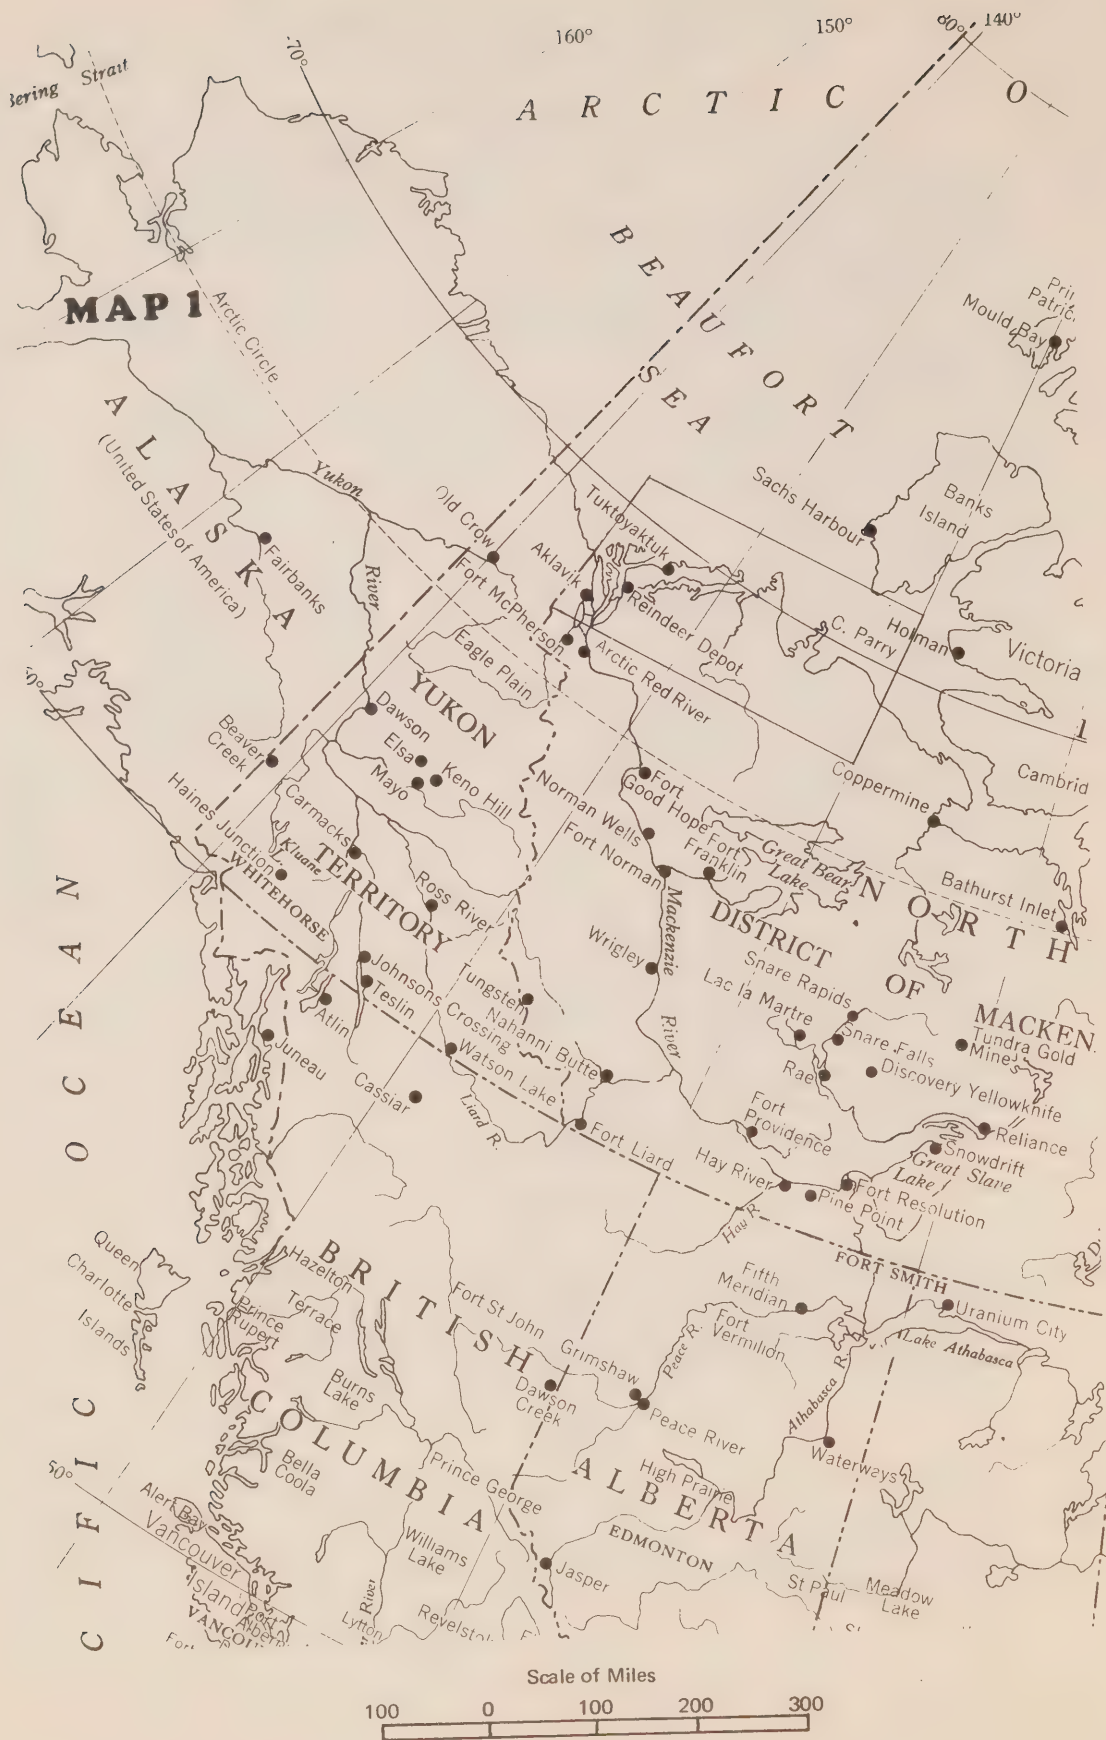 160°
150°
140°
80°
70°
Bering Strait
A R C T I C O
B E A U F O R T
S E A
MAP 1
Arctic Circle
Mould Bay
A L A S K A
(United States of America)
Yukon
River
Fairbanks
Old Crow
Sachs Harbour
Banks
Island
Tuktoyaktuk
Aklavik
Fort McPherson
Reindeer Depot
Arctic Red River
C. Parry
Holman
Victoria
Eagle Plain
YUKON
TERRITORY
Dawson
Elsa
Mayo
Keno Hill
Beaver
Creek
Haines Junction
Carmacks
Kluane
L.
WHITEHORSE
Ross River
Norman Wells
Fort
Good Hope
Fort Norman
Fort
Franklin
Great Bear
Lake
Coppermine
Cambrid
Bathurst Inlet
N O R T H
DISTRICT
OF
MACKEN
Mackenzie
River
Wrigley
Snare Rapids
Lac la Martre
Snare Falls
Rae
Discovery Yellowknife
Tundra Gold
Mines
Johnsons Crossing
Teslin
Atlin
Tungsten
Nahanni Butte
Watson Lake
Juneau
Cassiar
Liard R.
Fort Liard
Fort
Providence
Hay River
Hay R.
Pine Point
Fort Resolution
Reliance
Snowdrift
Great Slave
Lake
FORT SMITH
Uranium City
Lake Athabasca
Fifth
Meridian
Fort
Vermilion
Peace R.
Athabasca R.
Waterways
Queen
Charlotte
Islands
Hazelton
Terrace
Prince
Rupert
Burns
Lake
Fort St John
Grimshaw
Dawson
Creek
Peace River
High Prairie
B R I T I S H
C O L U M B I A
A L B E R T A
Bella
Coola
Prince George
Williams
Lake
EDMONTON
Jasper
St Paul
Meadow
Lake
50°
Alert Bay
Vancouver
Island
Port
Alberni
Lytton
River
C I F I C O C E A N
Scale of Miles
100 0 100 200 300